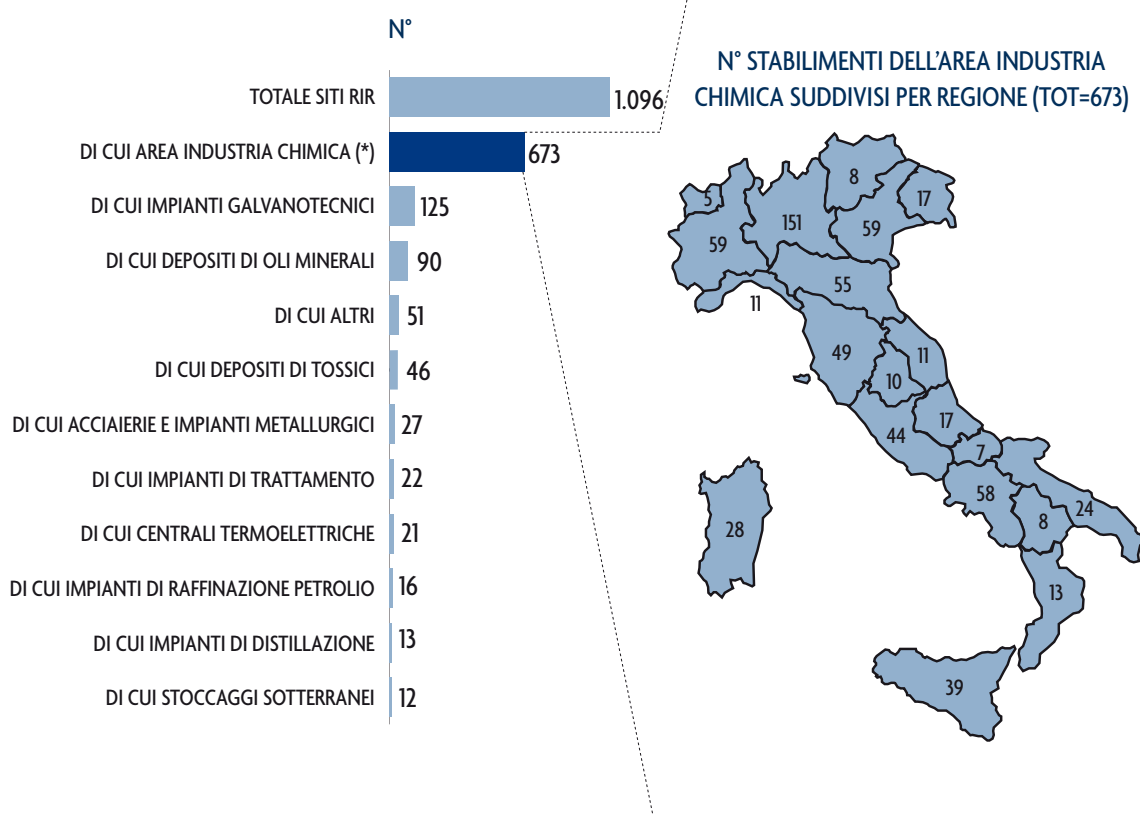 N°
TOTALE SITI RIR 1.096
DI CUI AREA INDUSTRIA CHIMICA (*) 673
DI CUI IMPIANTI GALVANOTECNICI 125
DI CUI DEPOSITI DI OLI MINERALI 90
DI CUI ALTRI 51
DI CUI DEPOSITI DI TOSSICI 46
DI CUI ACCIAIERIE E IMPIANTI METALLURGICI 27
DI CUI IMPIANTI DI TRATTAMENTO 22
DI CUI CENTRALI TERMOELETTRICHE 21
DI CUI IMPIANTI DI RAFFINAZIONE PETROLIO 16
DI CUI IMPIANTI DI DISTILLAZIONE 13
DI CUI STOCCAGGI SOTTERRANEI 12
N° STABILIMENTI DELL'AREA INDUSTRIA
CHIMICA SUDDIVISI PER REGIONE (TOT=673)
8
5
17
151
59
59
55
11
49
11
10
17
44
7
58
24
8
28
13
39